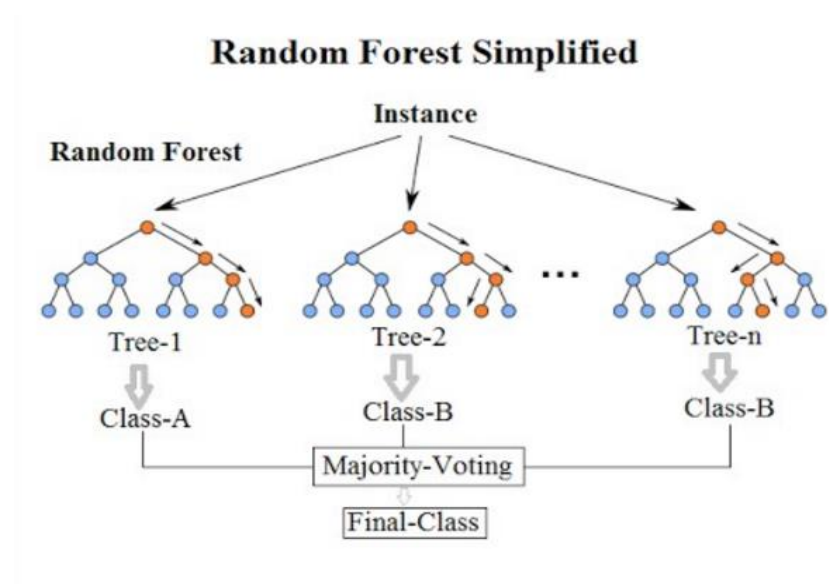 Random Forest Simplified
Instance
Random Forest
...
Tree-1
Tree-2
Tree-n
Class-A
Class-B
Class-B
Majority-Voting
Final-Class